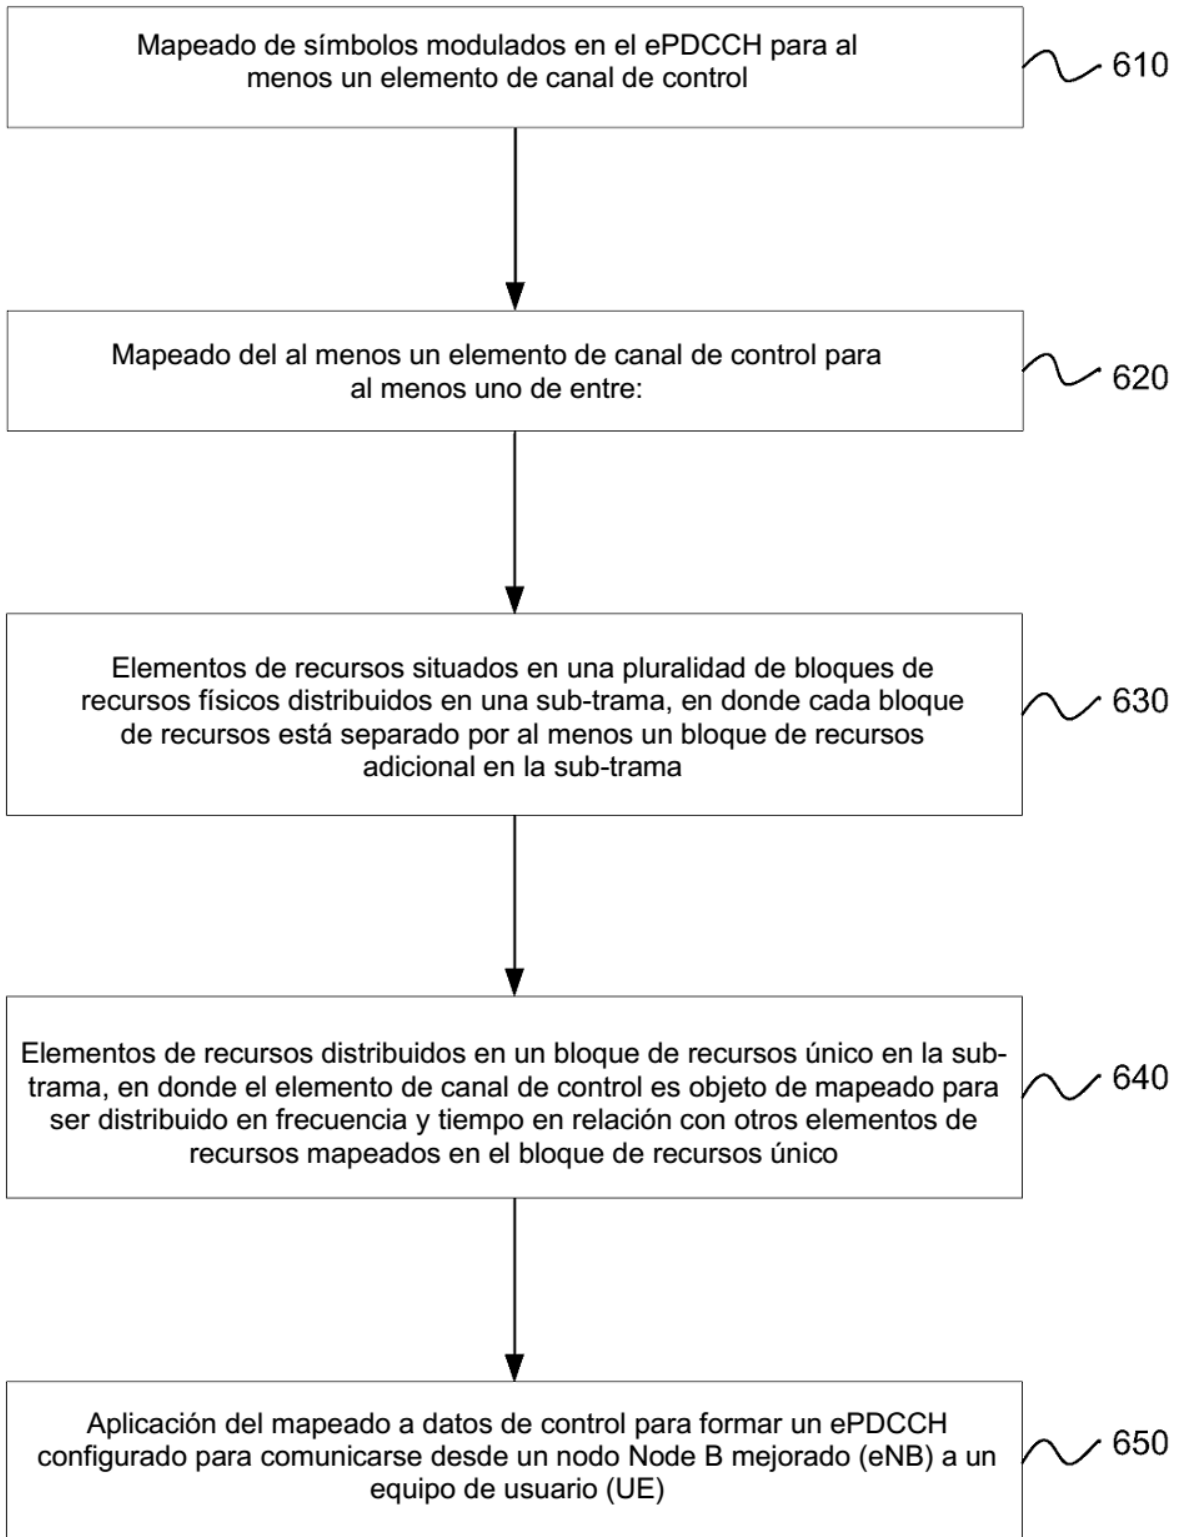 Mapeado de símbolos modulados en el ePDCCH para al
menos un elemento de canal de control
610
Mapeado del al menos un elemento de canal de control para
al menos uno de entre:
620
Elementos de recursos situados en una pluralidad de bloques de
recursos físicos distribuidos en una sub-trama, en donde cada bloque
de recursos está separado por al menos un bloque de recursos
adicional en la sub-trama
630
Elementos de recursos distribuidos en un bloque de recursos único en la sub-
trama, en donde el elemento de canal de control es objeto de mapeado para
ser distribuido en frecuencia y tiempo en relación con otros elementos de
recursos mapeados en el bloque de recursos único
640
Aplicación del mapeado a datos de control para formar un ePDCCH
configurado para comunicarse desde un nodo Node B mejorado (eNB) a un
equipo de usuario (UE)
650